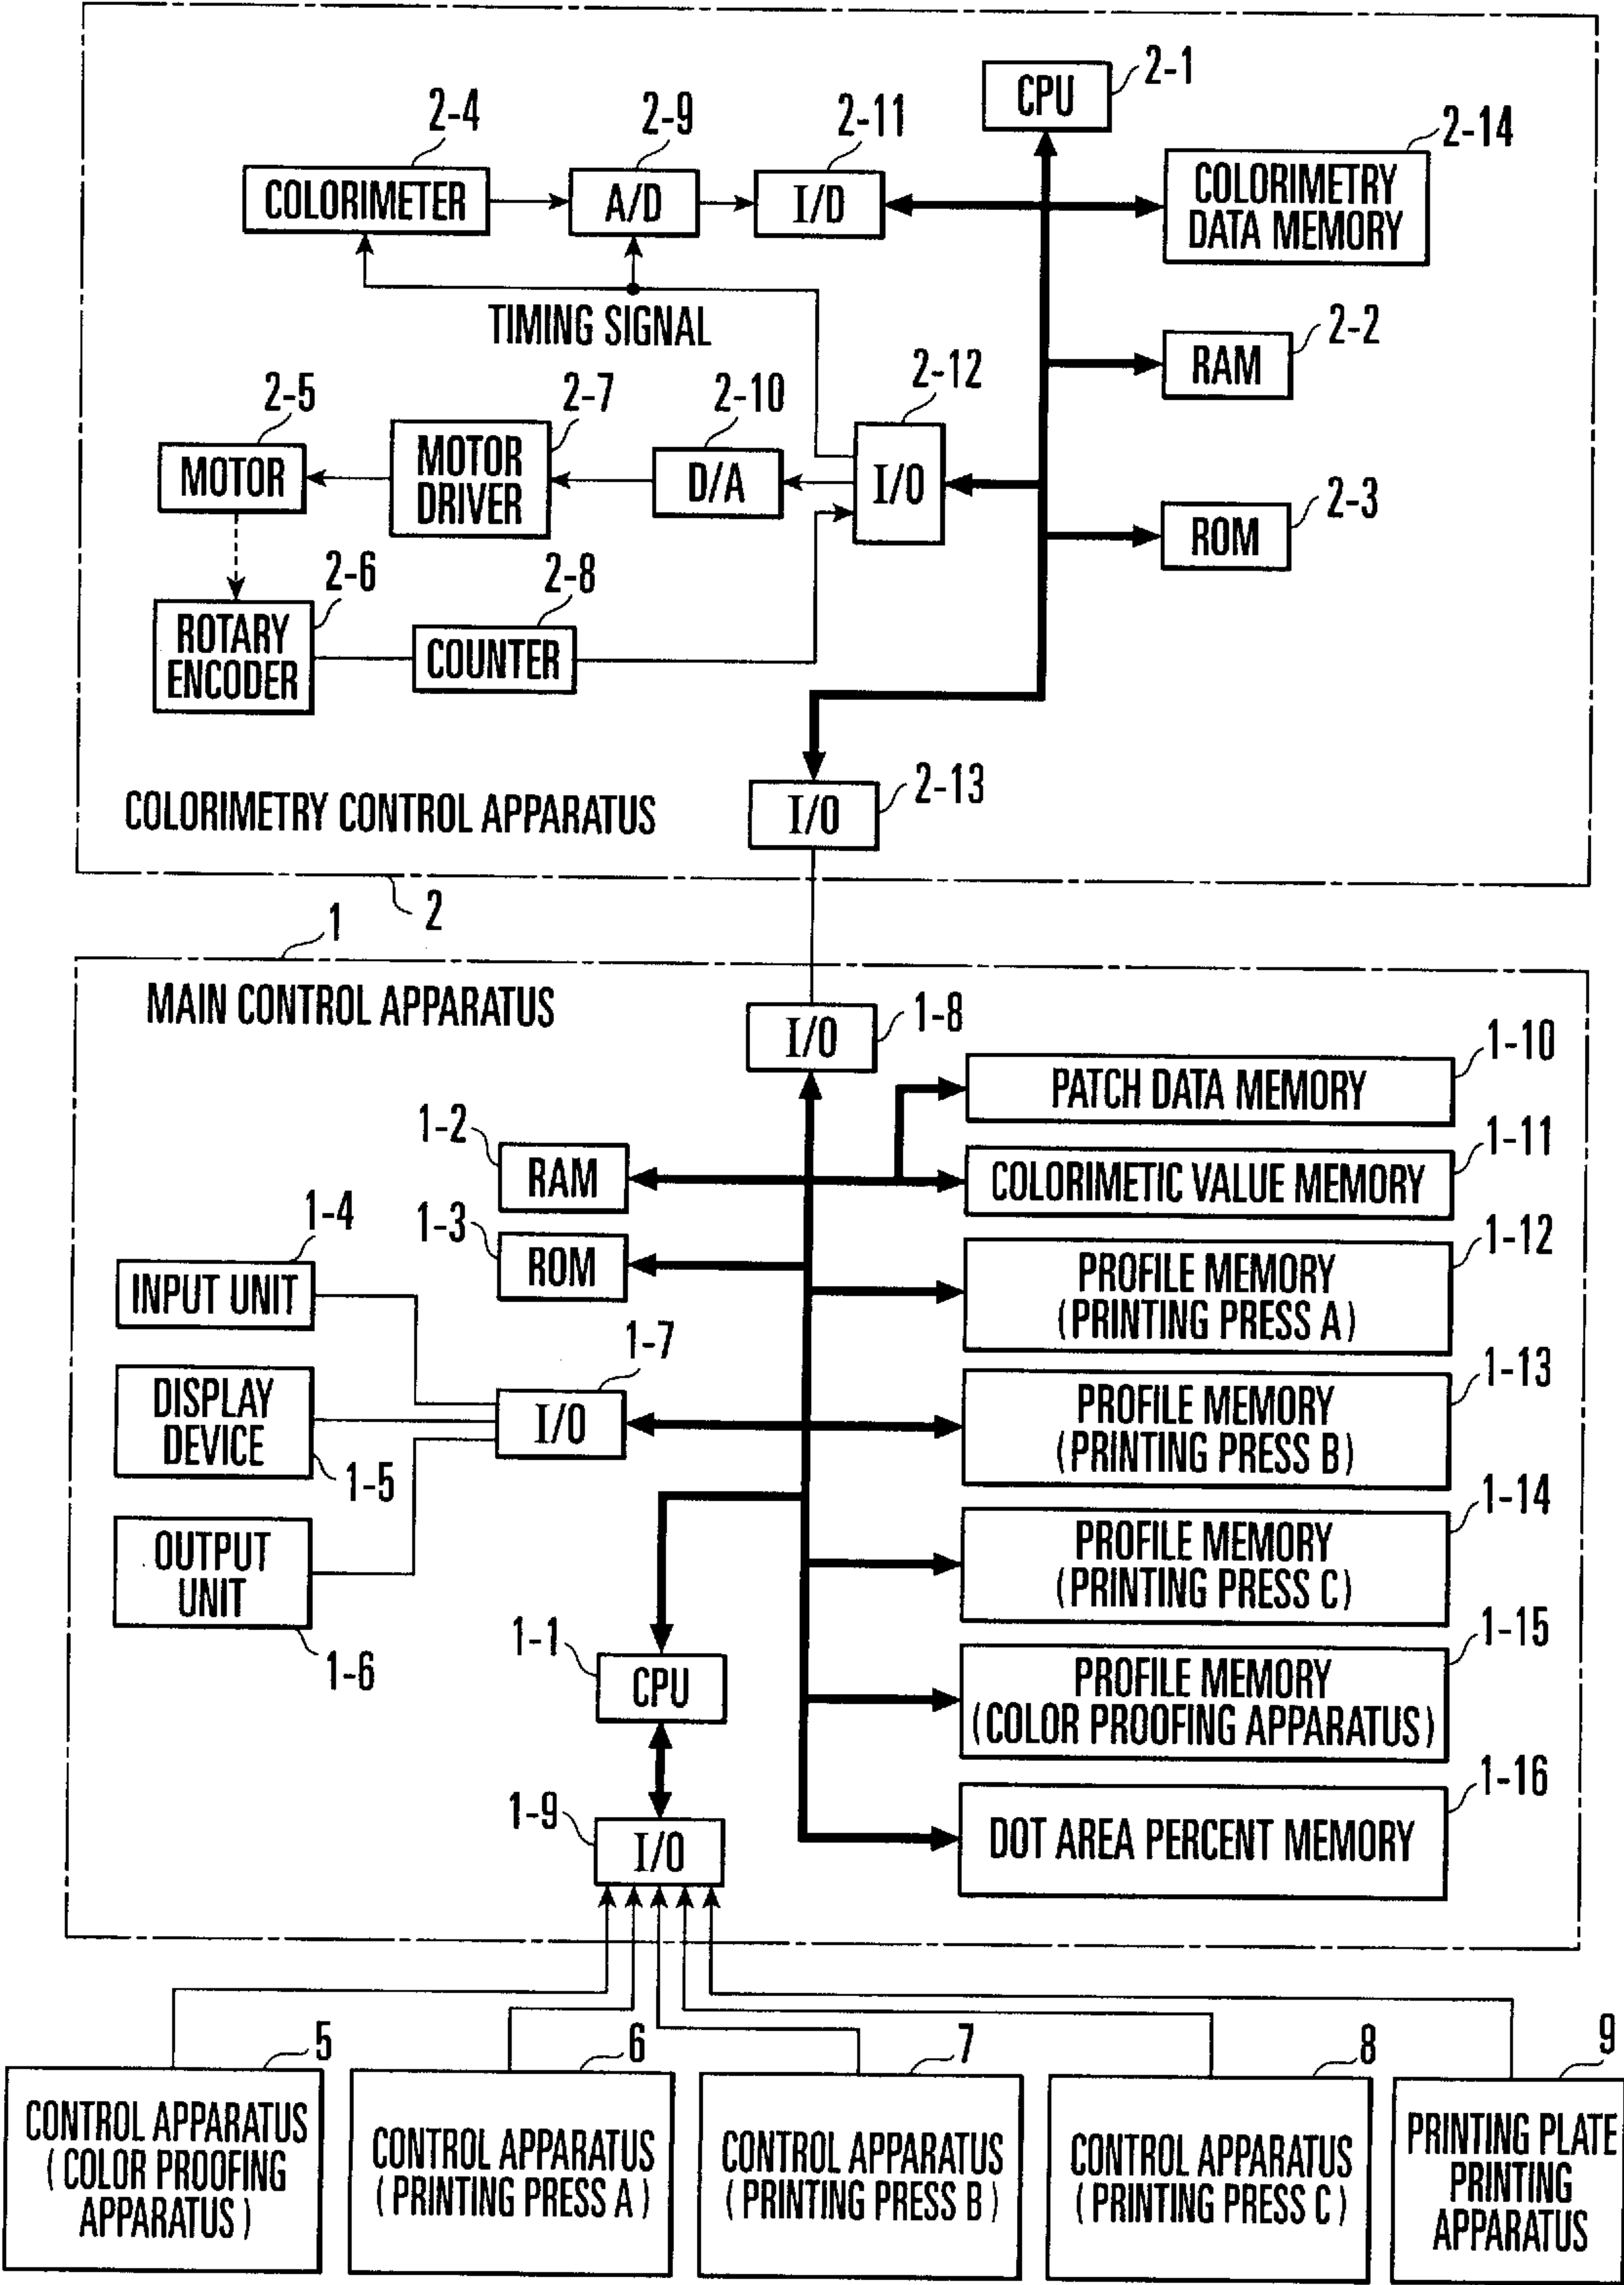 2-1
CPU
2-4
2-9
2-11
2-14
COLORIMETER
A/D
I/D
COLORIMETRY
DATA MEMORY
TIMING SIGNAL
2-2
RAM
2-5
2-7
2-10
2-12
MOTOR
MOTOR
DRIVER
D/A
I/O
2-3
ROM
2-6
2-8
ROTARY
ENCODER
COUNTER
2-13
I/O
COLORIMETRY CONTROL APPARATUS
2
1
MAIN CONTROL APPARATUS
1-8
I/O
1-10
PATCH DATA MEMORY
1-2
RAM
1-11
COLORIMETIC VALUE MEMORY
1-3
ROM
1-12
PROFILE MEMORY
(PRINTING PRESS A)
1-4
INPUT UNIT
1-7
I/O
1-13
PROFILE MEMORY
(PRINTING PRESS B)
DISPLAY
DEVICE
1-5
1-14
PROFILE MEMORY
(PRINTING PRESS C)
OUTPUT
UNIT
1-6
1-1
CPU
1-15
PROFILE MEMORY
(COLOR PROOFING APPARATUS)
1-9
I/O
1-16
DOT AREA PERCENT MEMORY
5
6
7
8
9
CONTROL APPARATUS
(COLOR PROOFING
APPARATUS)
CONTROL APPARATUS
(PRINTING PRESS A)
CONTROL APPARATUS
(PRINTING PRESS B)
CONTROL APPARATUS
(PRINTING PRESS C)
PRINTING PLATE
PRINTING
APPARATUS